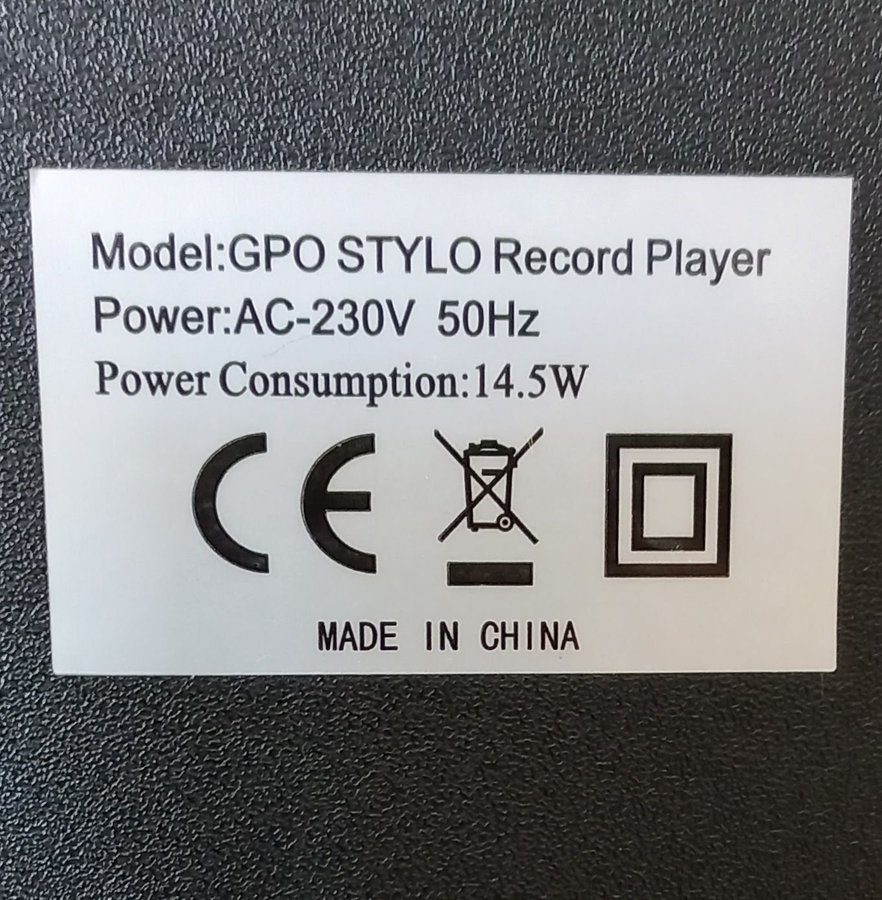 Model:GPO STYLO Record Player
Power:AC-230V 50Hz
Power Consumption:14.5W
CE
MADE IN CHINA